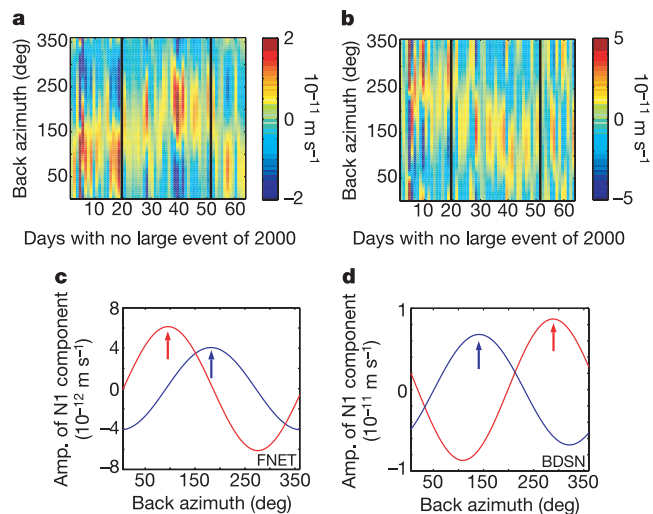 a
b
Back azimuth (deg)
350
250
150
50
10 20 30 40 50 60
Days with no large event of 2000
2
0
−2
10⁻¹¹ m s⁻¹
Back azimuth (deg)
350
250
150
50
10 20 30 40 50 60
Days with no large event of 2000
5
0
−5
10⁻¹¹ m s⁻¹
c
d
Amp. of N1 component
(10⁻¹² m s⁻¹)
8
4
0
−4
−8
FNET
50 150 250 350
Back azimuth (deg)
Amp. of N1 component
(10⁻¹¹ m s⁻¹)
1
0
−1
BDSN
50 150 250 350
Back azimuth (deg)